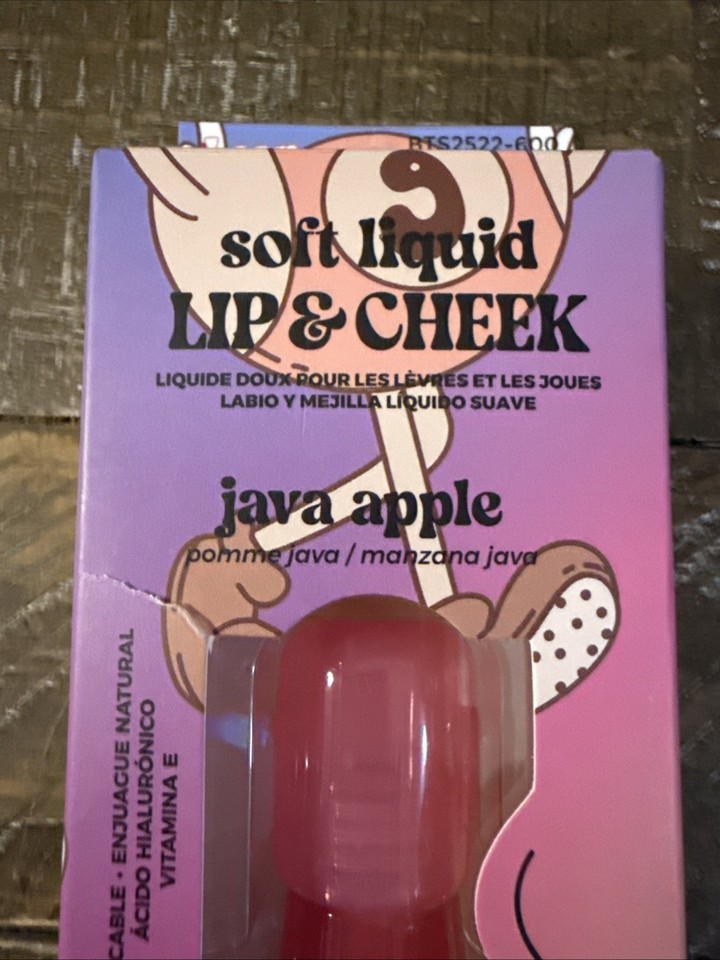 BTS2522-600
soft liquid
LIP & CHEEK
LIQUIDE DOUX POUR LES LÈVRES ET LES JOUES
LABIO Y MEJILLA LÍQUIDO SUAVE
java apple
pomme java / manzana java
CABLE • ENJUAGUE NATURAL
ÁCIDO HIALURÓNICO
VITAMINA E